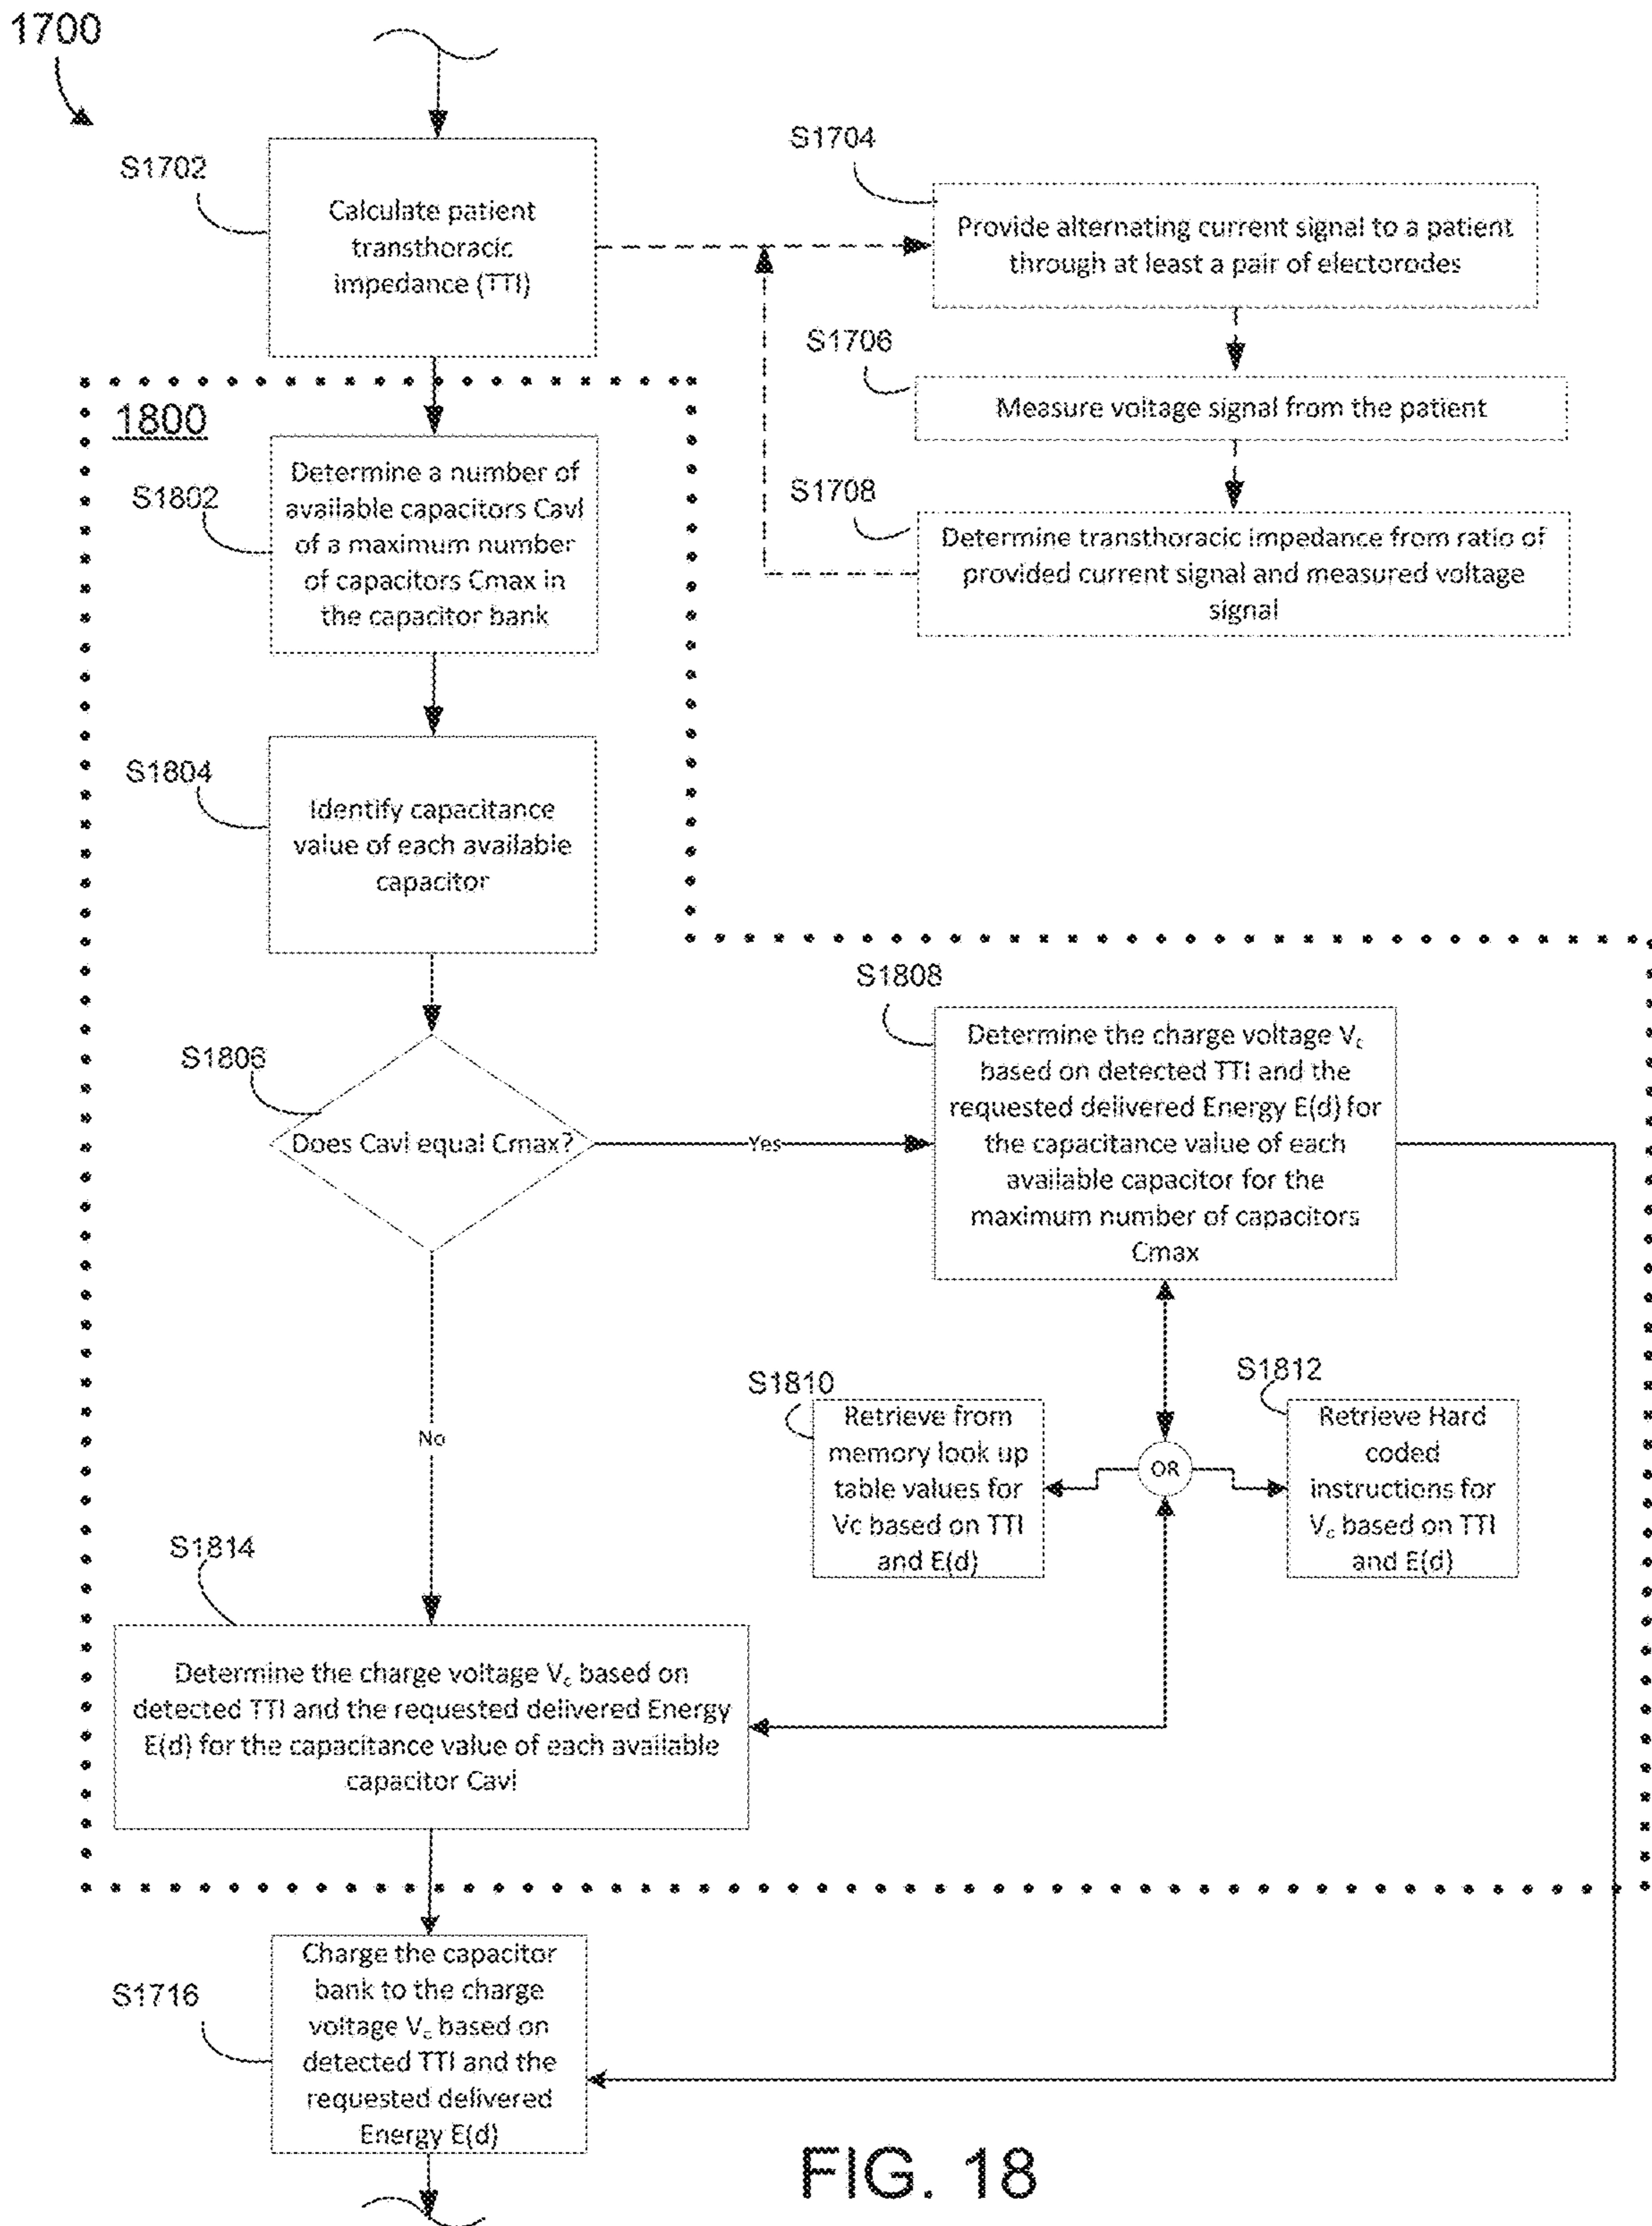 1700
S1702
Calculate patient
transthoracic
impedance (TTI)
S1704
Provide alternating current signal to a patient
through at least a pair of electorodes
S1706
Measure voltage signal from the patient
S1708
Determine transthoracic impedance from ratio of
provided current signal and measured voltage
signal
1800
S1802
Determine a number of
available capacitors Cavl
of a maximum number
of capacitors Cmax in
the capacitor bank
S1804
Identify capacitance
value of each available
capacitor
S1806
Does Cavl equal Cmax?
Yes
No
S1808
Determine the charge voltage Vc
based on detected TTI and the
requested delivered Energy E(d) for
the capacitance value of each
available capacitor for the
maximum number of capacitors
Cmax
S1810
Retrieve from
memory look up
table values for
Vc based on TTI
and E(d)
OR
S1812
Retrieve Hard
coded
instructions for
Vc based on TTI
and E(d)
S1814
Determine the charge voltage Vc based on
detected TTI and the requested delivered Energy
E(d) for the capacitance value of each available
capacitor Cavl
S1716
Charge the capacitor
bank to the charge
voltage Vc based on
detected TTI and the
requested delivered
Energy E(d)
FIG. 18